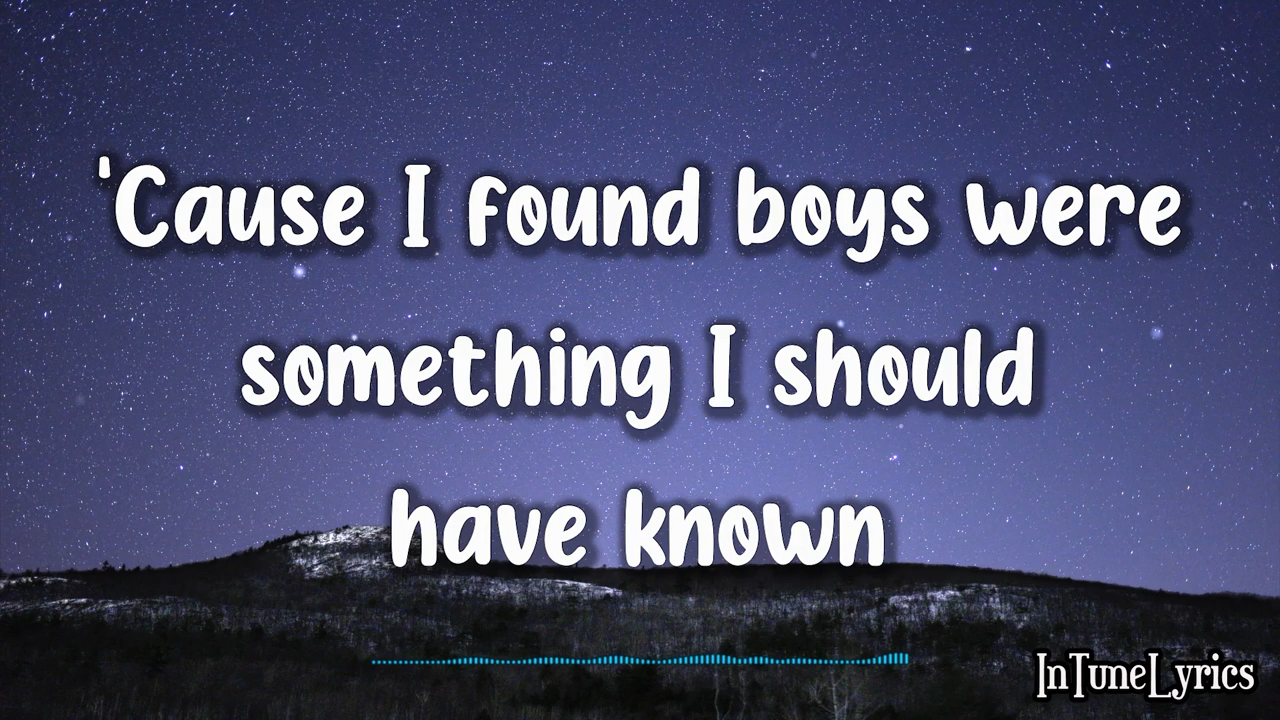 'Cause I found boys were
something I should
have known
InTuneLyrics